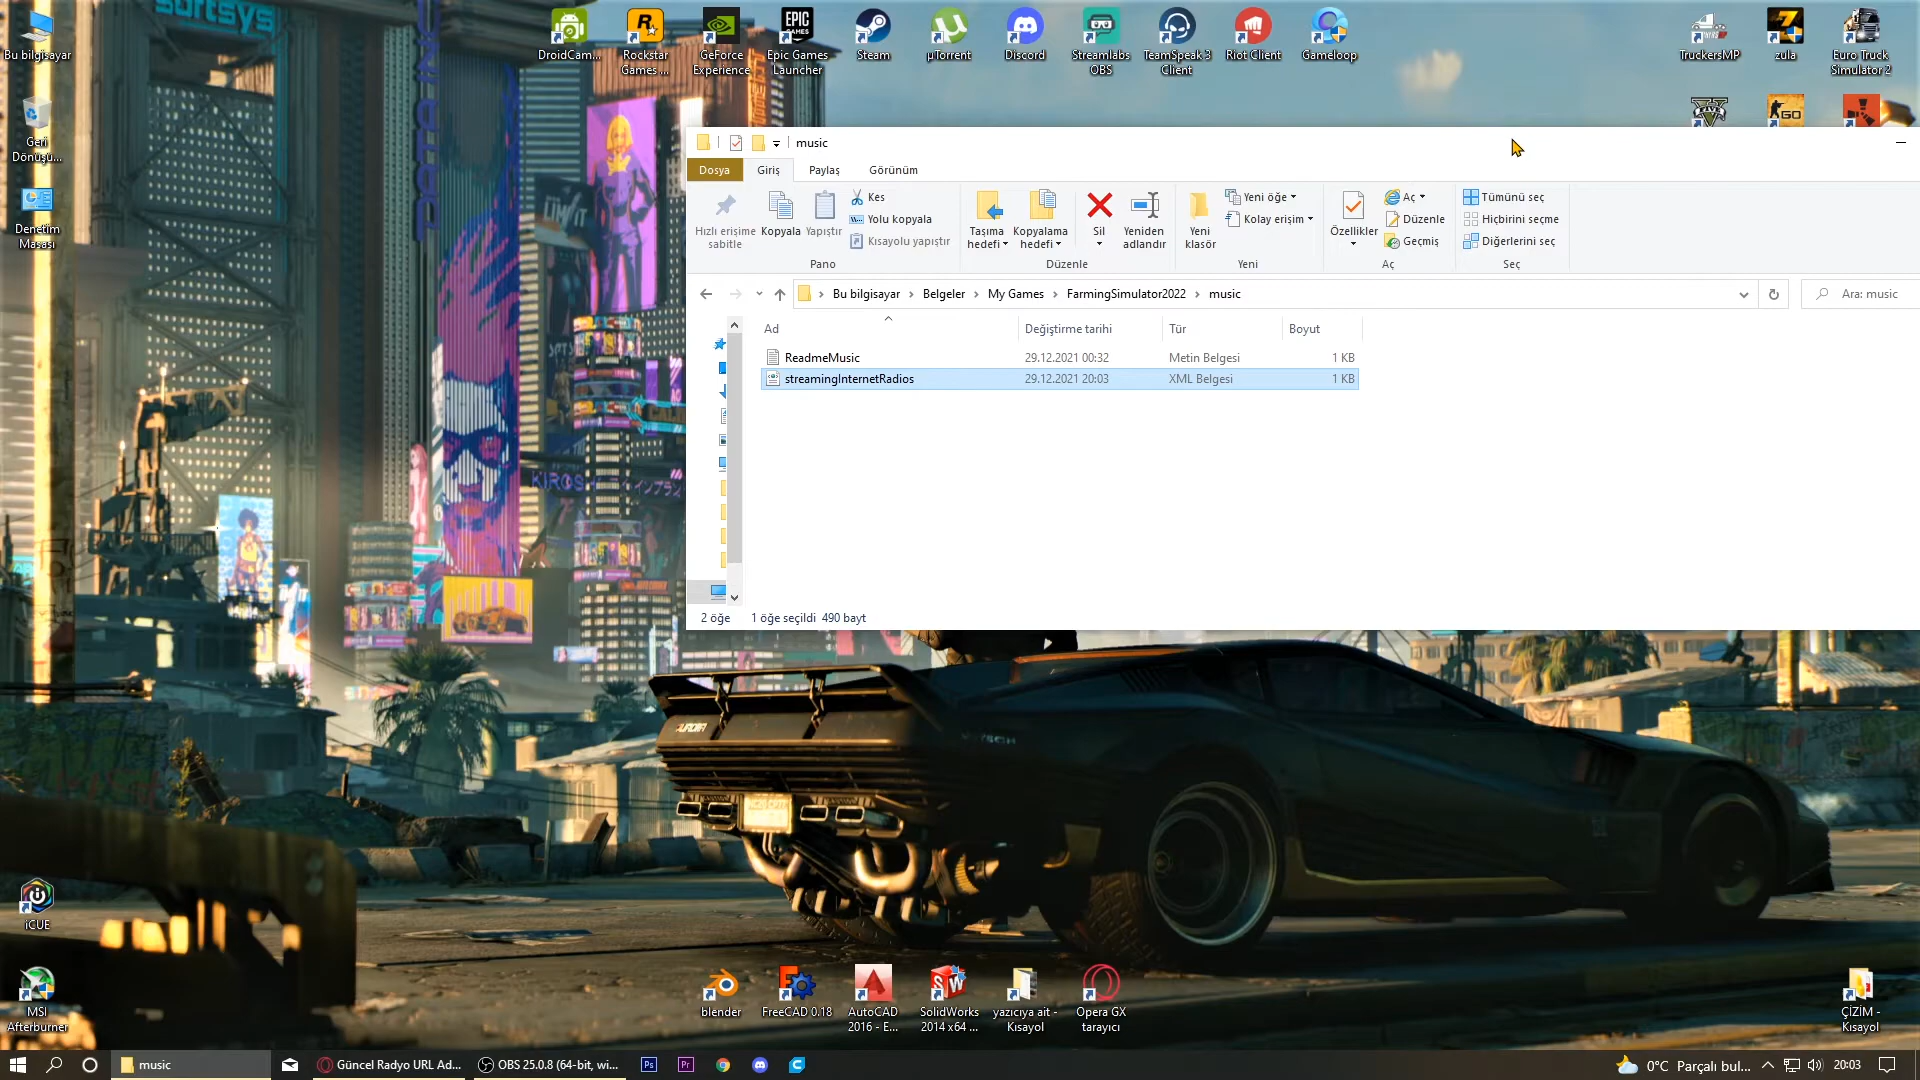 Bu bilgisayar
DroidCam...
Rockstar
Games ...
GeForce
Experience
EPIC
GAMES
Epic Games
Launcher
Steam
µTorrent
Discord
Streamlabs
OBS
TeamSpeak 3
Client
Riot Client
Gameloop
TruckersMP
zula
Euro Truck
Simulator 2
GO
Geri
Dönüşü...
Denetim
Masası
music
Dosya
Giriş
Paylaş
Görünüm
Hızlı erişime
sabitle
Kopyala
Yapıştır
Kes
Yolu kopyala
Kısayolu yapıştır
Pano
Taşıma
hedefi
Kopyalama
hedefi
Sil
Yeniden
adlandır
Düzenle
Yeni
klasör
Yeni öğe
Kolay erişim
Yeni
Özellikler
Aç
Düzenle
Geçmiş
Aç
Tümünü seç
Hiçbirini seçme
Diğerlerini seç
Seç
Bu bilgisayar › Belgeler › My Games › FarmingSimulator2022 › music
Ara: music
Ad Değiştirme tarihi Tür Boyut
ReadmeMusic 29.12.2021 00:32 Metin Belgesi 1 KB
streamingInternetRadios 29.12.2021 20:03 XML Belgesi 1 KB
2 öğe 1 öğe seçildi 490 bayt
KIROSHI
iCUE
MSI
Afterburner
blender
FreeCAD 0.18
AutoCAD
2016 - E...
SolidWorks
2014 x64 ...
yazıcıya ait -
Kısayol
Opera GX
tarayıcı
ÇİZİM -
Kısayol
music
Güncel Radyo URL Ad...
OBS 25.0.8 (64-bit, wi...
Ps
Pr
0°C Parçalı bul...
20:03